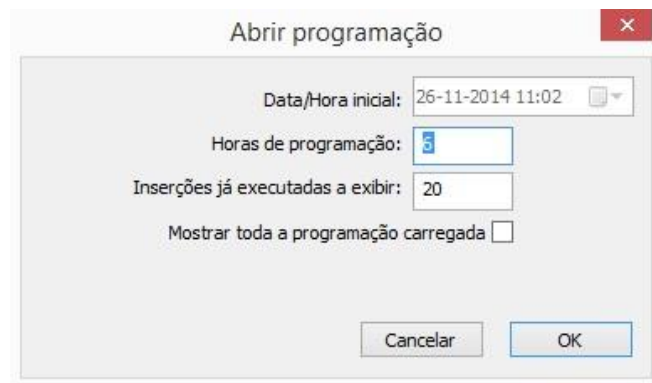 Abrir programação
Data/Hora inicial: 26-11-2014 11:02
Horas de programação: 6
Inserções já executadas a exibir: 20
Mostrar toda a programação carregada
Cancelar OK